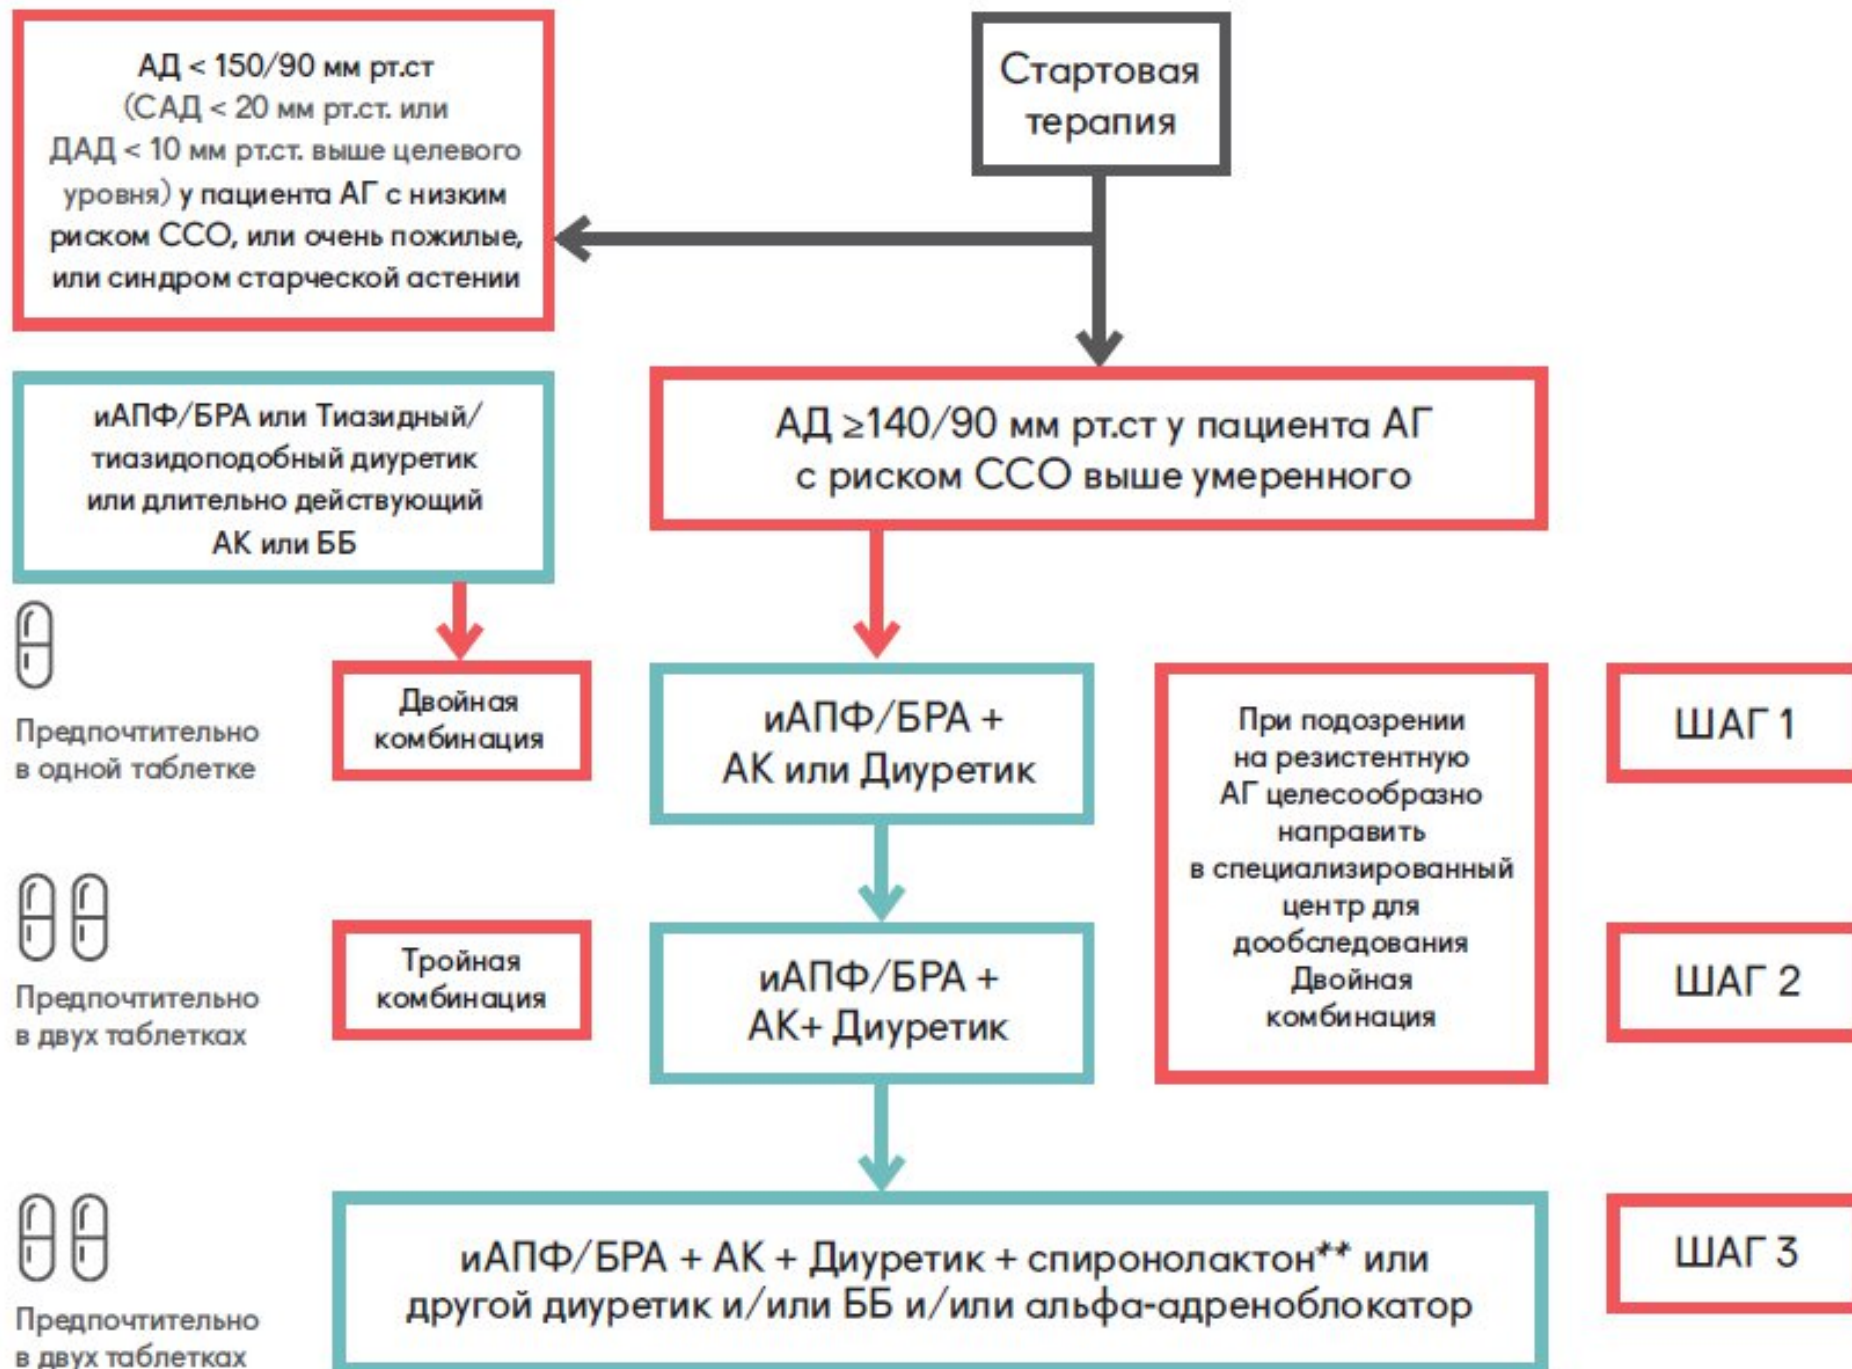 АД < 150/90 мм рт.ст
(САД < 20 мм рт.ст. или
ДАД < 10 мм рт.ст. выше целевого
уровня) у пациента АГ с низким
риском ССО, или очень пожилые,
или синдром старческой астении
Стартовая
терапия
иАПФ/БРА или Тиазидный/
тиазидоподобный диуретик
или длительно действующий
АК или ББ
АД ≥140/90 мм рт.ст у пациента АГ
с риском ССО выше умеренного
Предпочтительно
в одной таблетке
Двойная
комбинация
иАПФ/БРА +
АК или Диуретик
При подозрении
на резистентную
АГ целесообразно
направить
в специализированный
центр для
дообследования
Двойная
комбинация
ШАГ 1
Предпочтительно
в двух таблетках
Тройная
комбинация
иАПФ/БРА +
АК+ Диуретик
ШАГ 2
Предпочтительно
в двух таблетках
иАПФ/БРА + АК + Диуретик + спиронолактон** или
другой диуретик и/или ББ и/или альфа-адреноблокатор
ШАГ 3